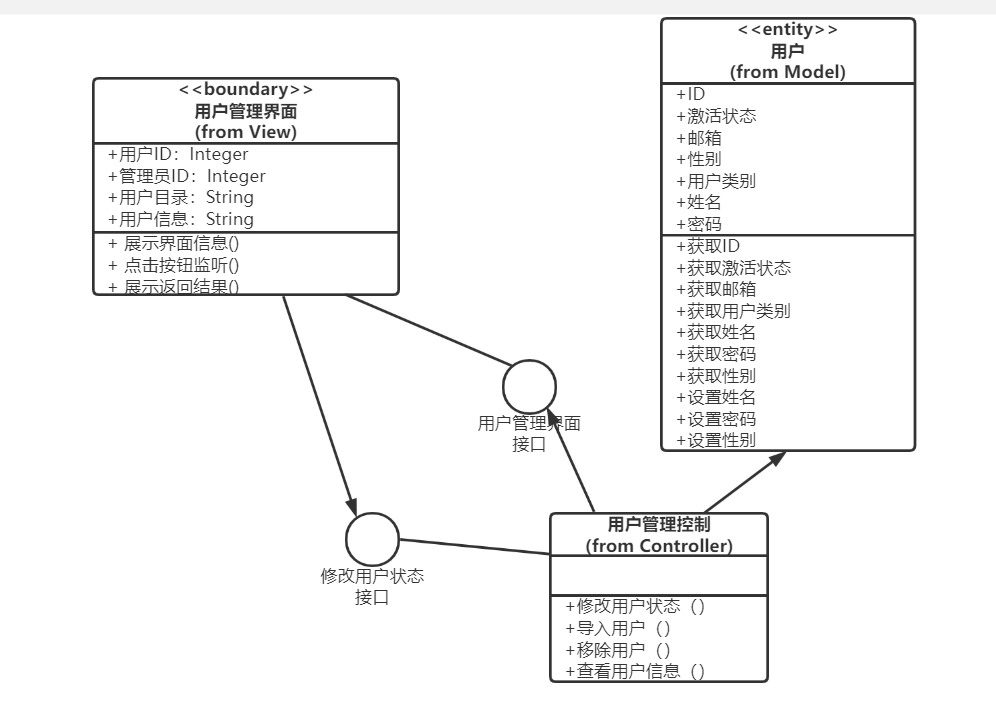 <<boundary>>
用户管理界面
(from View)
+用户ID：Integer
+管理员ID：Integer
+用户目录：String
+用户信息：String
+ 展示界面信息()
+ 点击按钮监听()
+ 展示返回结果()
<<entity>>
用户
(from Model)
+ID
+激活状态
+邮箱
+性别
+用户类别
+姓名
+密码
+获取ID
+获取激活状态
+获取邮箱
+获取用户类别
+获取姓名
+获取密码
+获取性别
+设置姓名
+设置密码
+设置性别
用户管理界面
接口
修改用户状态
接口
用户管理控制
(from Controller)
+修改用户状态（）
+导入用户（）
+移除用户（）
+查看用户信息（）